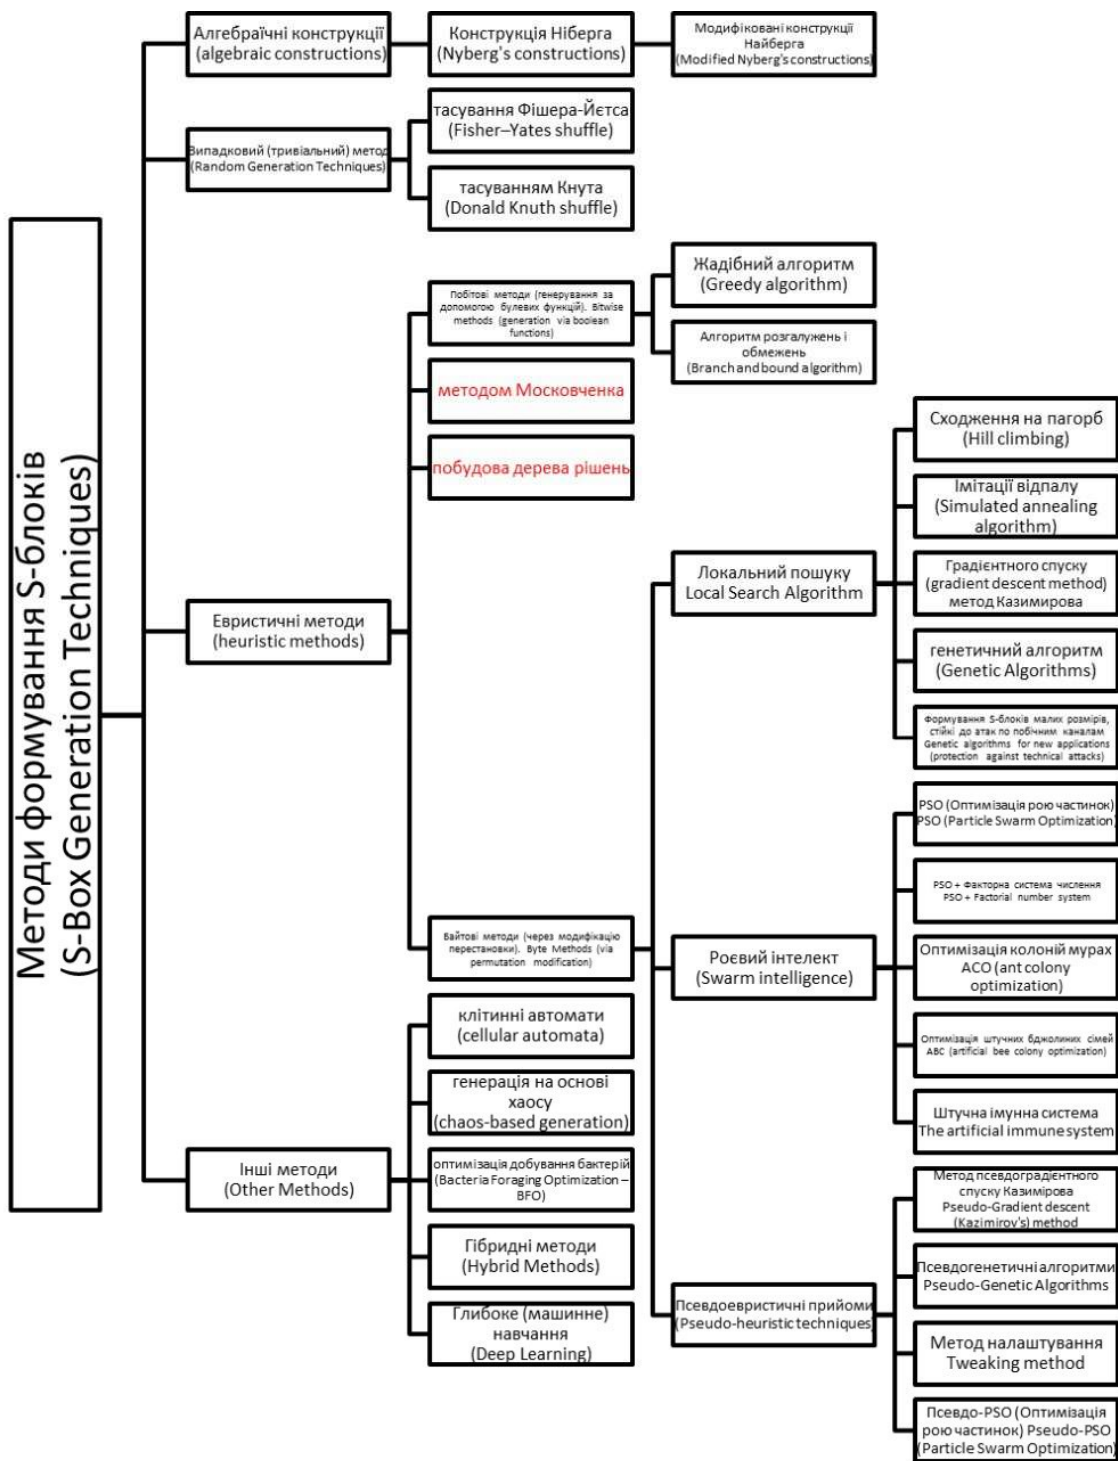 Методи формування S-блоків
(S-Box Generation Techniques)
Алгебраїчні конструкції
(algebraic constructions)
Конструкція Ніберга
(Nyberg's constructions)
Модифіковані конструкції
Найберга
(Modified Nyberg's constructions)
Випадковий (тривіальний) метод
(Random Generation Techniques)
тасування Фішера-Йєтса
(Fisher–Yates shuffle)
тасуванням Кнута
(Donald Knuth shuffle)
Евристичні методи
(heuristic methods)
Побітові методи (генерування за
допомогою булевих функцій). Bitwise
methods (generation via boolean
functions)
Жадібний алгоритм
(Greedy algorithm)
Алгоритм розгалужень і
обмежень
(Branch and bound algorithm)
методом Московченка
побудова дерева рішень
Байтові методи (через модифікацію
перестановки). Byte Methods (via
permutation modification)
Локальний пошуку
Local Search Algorithm
Сходження на пагорб
(Hill climbing)
Імітації відпалу
(Simulated annealing
algorithm)
Градієнтного спуску
(gradient descent method)
метод Казимирова
генетичний алгоритм
(Genetic Algorithms)
Формування S-блоків малих розмірів,
стійкі до атак по побічним каналам
Genetic algorithms for new applications
(protection against technical attacks)
Роєвий інтелект
(Swarm intelligence)
PSO (Оптимізація рою частинок)
PSO (Particle Swarm Optimization)
PSO + Факторна система числення
PSO + Factorial number system
Оптимізація колоній мурах
ACO (ant colony
optimization)
Оптимізація штучних бджолиних сімей
ABC (artificial bee colony optimization)
Штучна імунна система
The artificial immune system
Псевдоевристичні прийоми
(Pseudo-heuristic techniques)
Метод псевдоградієнтного
спуску Казімірова
Pseudo-Gradient descent
(Kazimirov's) method
Псевдогенетичні алгоритми
Pseudo-Genetic Algorithms
Метод налаштування
Tweaking method
Псевдо-PSO (Оптимізація
рою частинок) Pseudo-PSO
(Particle Swarm Optimization)
Інші методи
(Other Methods)
клітинні автомати
(cellular automata)
генерація на основі
хаосу
(chaos-based generation)
оптимізація добування бактерій
(Bacteria Foraging Optimization –
BFO)
Гібридні методи
(Hybrid Methods)
Глибоке (машинне)
навчання
(Deep Learning)